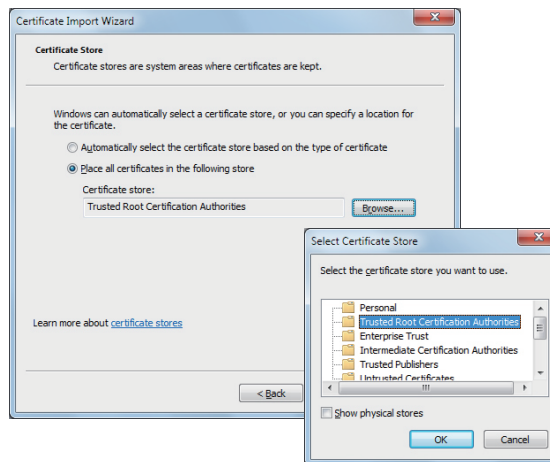 Certificate Import Wizard
Certificate Store
Certificate stores are system areas where certificates are kept.
Windows can automatically select a certificate store, or you can specify a location for
the certificate.
Automatically select the certificate store based on the type of certificate
Place all certificates in the following store
Certificate store:
Trusted Root Certification Authorities
Browse...
Learn more about certificate stores
< Back
Select Certificate Store
Select the certificate store you want to use.
Personal
Trusted Root Certification Authorities
Enterprise Trust
Intermediate Certification Authorities
Trusted Publishers
Untrusted Certificates
Show physical stores
OK
Cancel